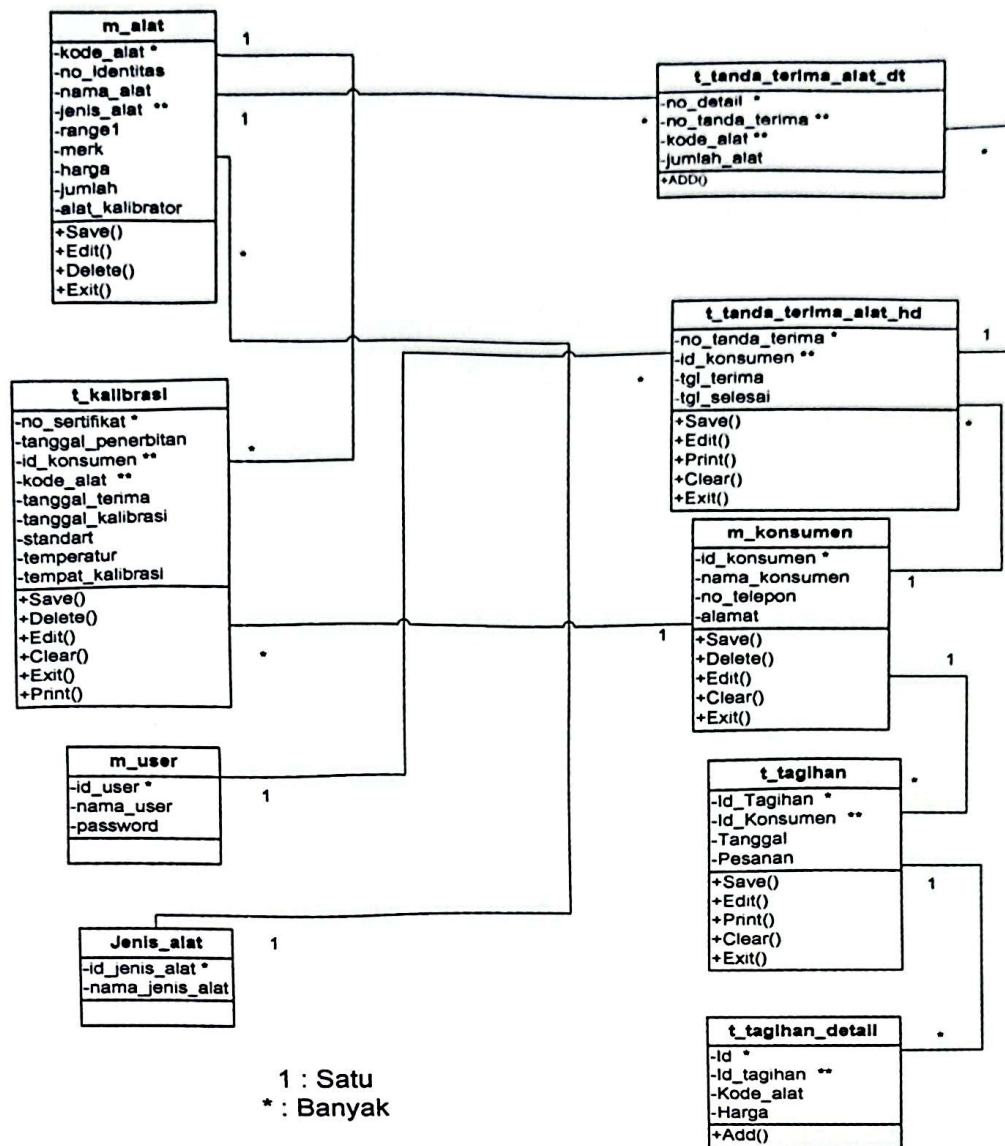 m_alat
-kode_alat *
-no_identitas
-nama_alat
-jenis_alat **
-range1
-merk
-harga
-jumlah
-alat_kalibrator
+Save()
+Edit()
+Delete()
+Exit()
1
1
*
t_tanda_terima_alat_dt
-no_detail *
-no_tanda_terima **
-kode_alat **
-jumlah_alat
+ADD()
*
*
t_tanda_terima_alat_hd
-no_tanda_terima *
-id_konsumen **
-tgl_terima
-tgl_selesai
+Save()
+Edit()
+Print()
+Clear()
+Exit()
1
*
*
t_kalibrasi
-no_sertifikat *
-tanggal_penerbitan
-id_konsumen **
-kode_alat **
-tanggal_terima
-tanggal_kalibrasi
-standart
-temperatur
-tempat_kalibrasi
+Save()
+Delete()
+Edit()
+Clear()
+Exit()
+Print()
*
*
m_konsumen
-id_konsumen *
-nama_konsumen
-no_telepon
-alamat
+Save()
+Delete()
+Edit()
+Clear()
+Exit()
1
1
1
m_user
-id_user *
-nama_user
-password
1
t_tagihan
-Id_Tagihan *
-Id_Konsumen **
-Tanggal
-Pesanan
+Save()
+Edit()
+Print()
+Clear()
+Exit()
*
1
Jenis_alat
-id_jenis_alat *
-nama_jenis_alat
1
t_tagihan_detail
-Id *
-Id_tagihan **
-Kode_alat
-Harga
+Add()
*
1 : Satu
* : Banyak